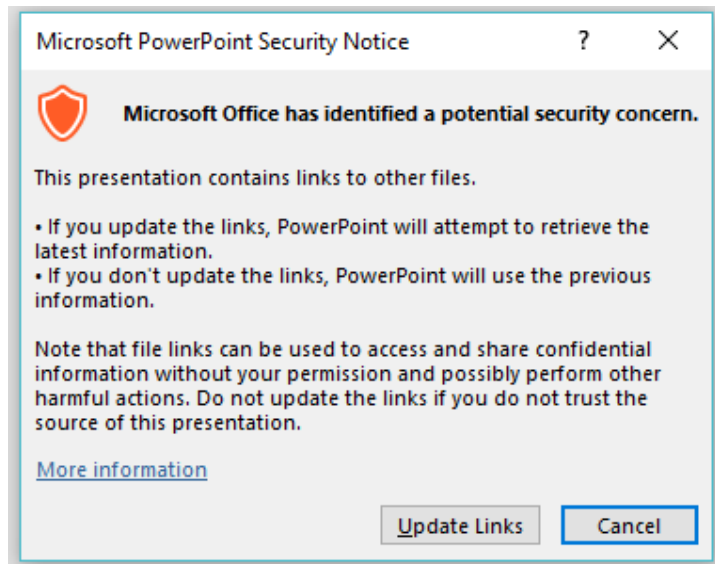 Microsoft PowerPoint Security Notice ? ×
Microsoft Office has identified a potential security concern.
This presentation contains links to other files.
• If you update the links, PowerPoint will attempt to retrieve the
latest information.
• If you don't update the links, PowerPoint will use the previous
information.
Note that file links can be used to access and share confidential
information without your permission and possibly perform other
harmful actions. Do not update the links if you do not trust the
source of this presentation.
More information
Update Links Cancel